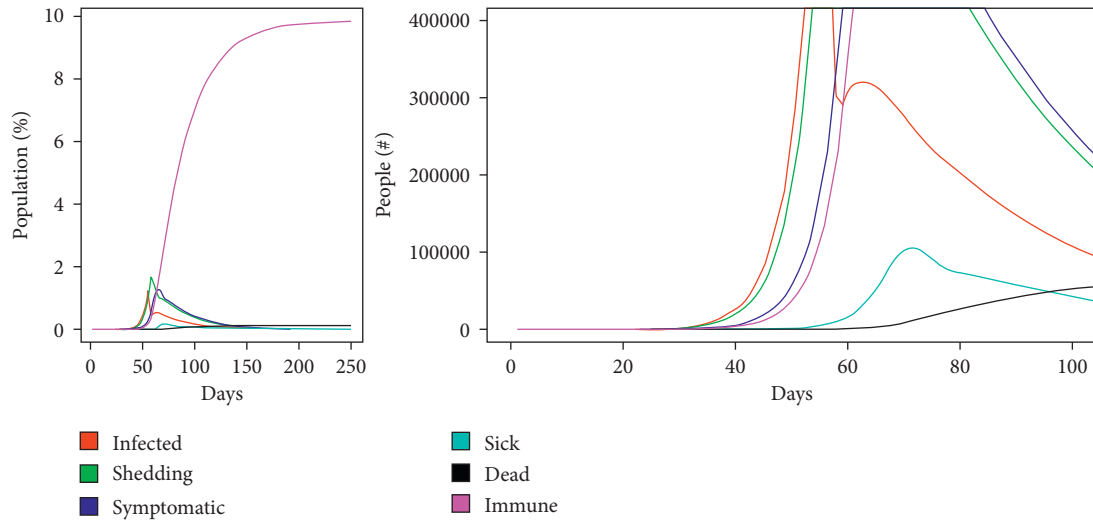 Population (%)
10
8
6
4
2
0
0 50 100 150 200 250
Days
People (#)
400000
300000
200000
100000
0
0 20 40 60 80 100
Days
Infected
Shedding
Symptomatic
Sick
Dead
Immune